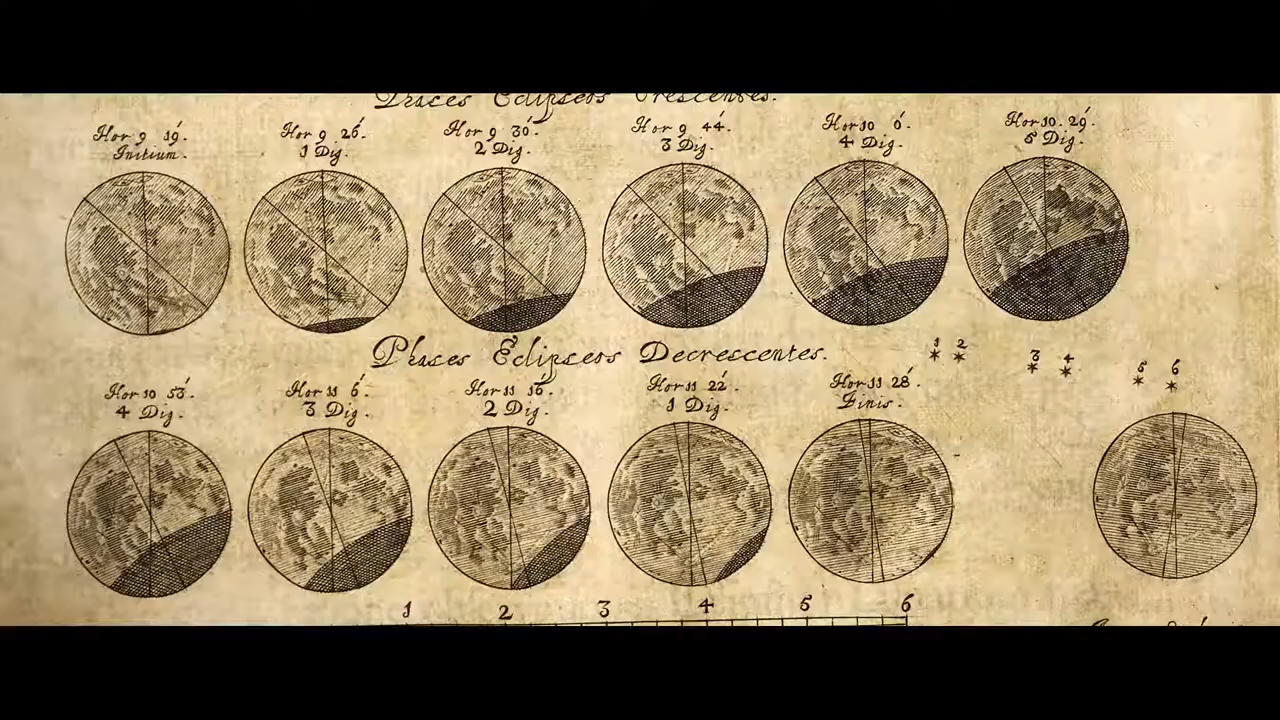 Phases Eclipseos Crescentes.
Hor 9 19'.
Initium.
Hor 9 26'.
1 Dig.
Hor 9 30'.
2 Dig.
Hor 9 44'.
3 Dig.
Hor 10 0'.
4 Dig.
Hor 10. 29'.
5 Dig.
Phases Eclipseos Decrescentes.
1 2 3 4 5 6
Hor 10 53'.
4 Dig.
Hor 11 6'.
3 Dig.
Hor 11 16'.
2 Dig.
Hor 11 22'.
1 Dig.
Hor 11 28'.
Finis.
1 2 3 4 5 6